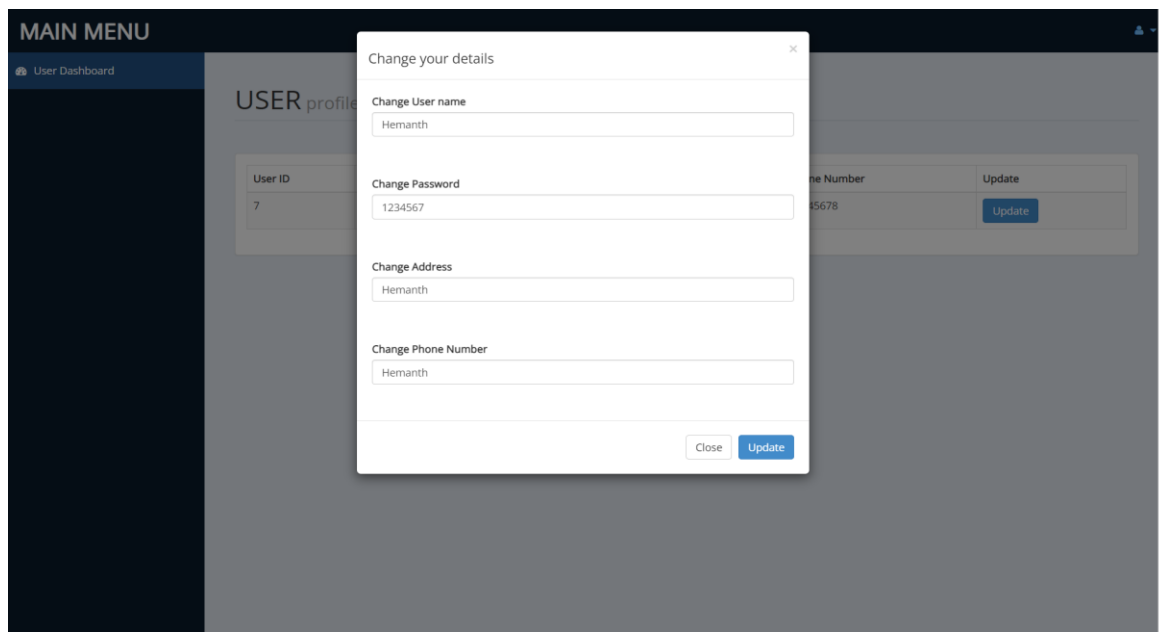 MAIN MENU
User Dashboard
USER profile
User ID
7
ne Number
45678
Update
Update
Change your details
×
Change User name
Hemanth
Change Password
1234567
Change Address
Hemanth
Change Phone Number
Hemanth
Close Update